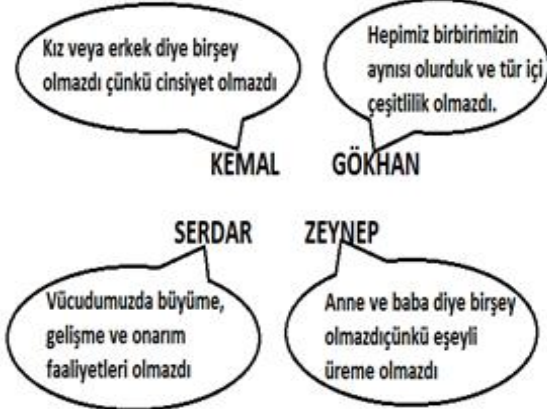 Kız veya erkek diye birşey
olmazdı çünkü cinsiyet olmazdı
Hepimiz birbirimizin
aynısı olurduk ve tür içi
çeşitlilik olmazdı.
KEMAL
GÖKHAN
SERDAR
ZEYNEP
Vücudumuzda büyüme,
gelişme ve onarım
faaliyetleri olmazdı
Anne ve baba diye birşey
olmazdıçünkü eşeyli
üreme olmazdı